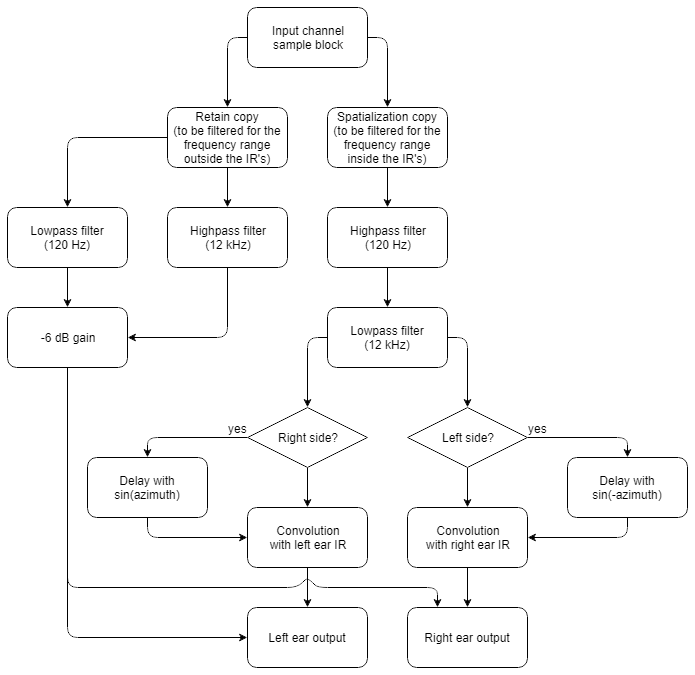 Input channel
sample block
Retain copy
(to be filtered for the
frequency range
outside the IR's)
Spatialization copy
(to be filtered for the
frequency range
inside the IR's)
Lowpass filter
(120 Hz)
Highpass filter
(12 kHz)
Highpass filter
(120 Hz)
-6 dB gain
Lowpass filter
(12 kHz)
yes
Right side?
Left side?
yes
Delay with
sin(azimuth)
Delay with
sin(-azimuth)
Convolution
with left ear IR
Convolution
with right ear IR
Left ear output
Right ear output